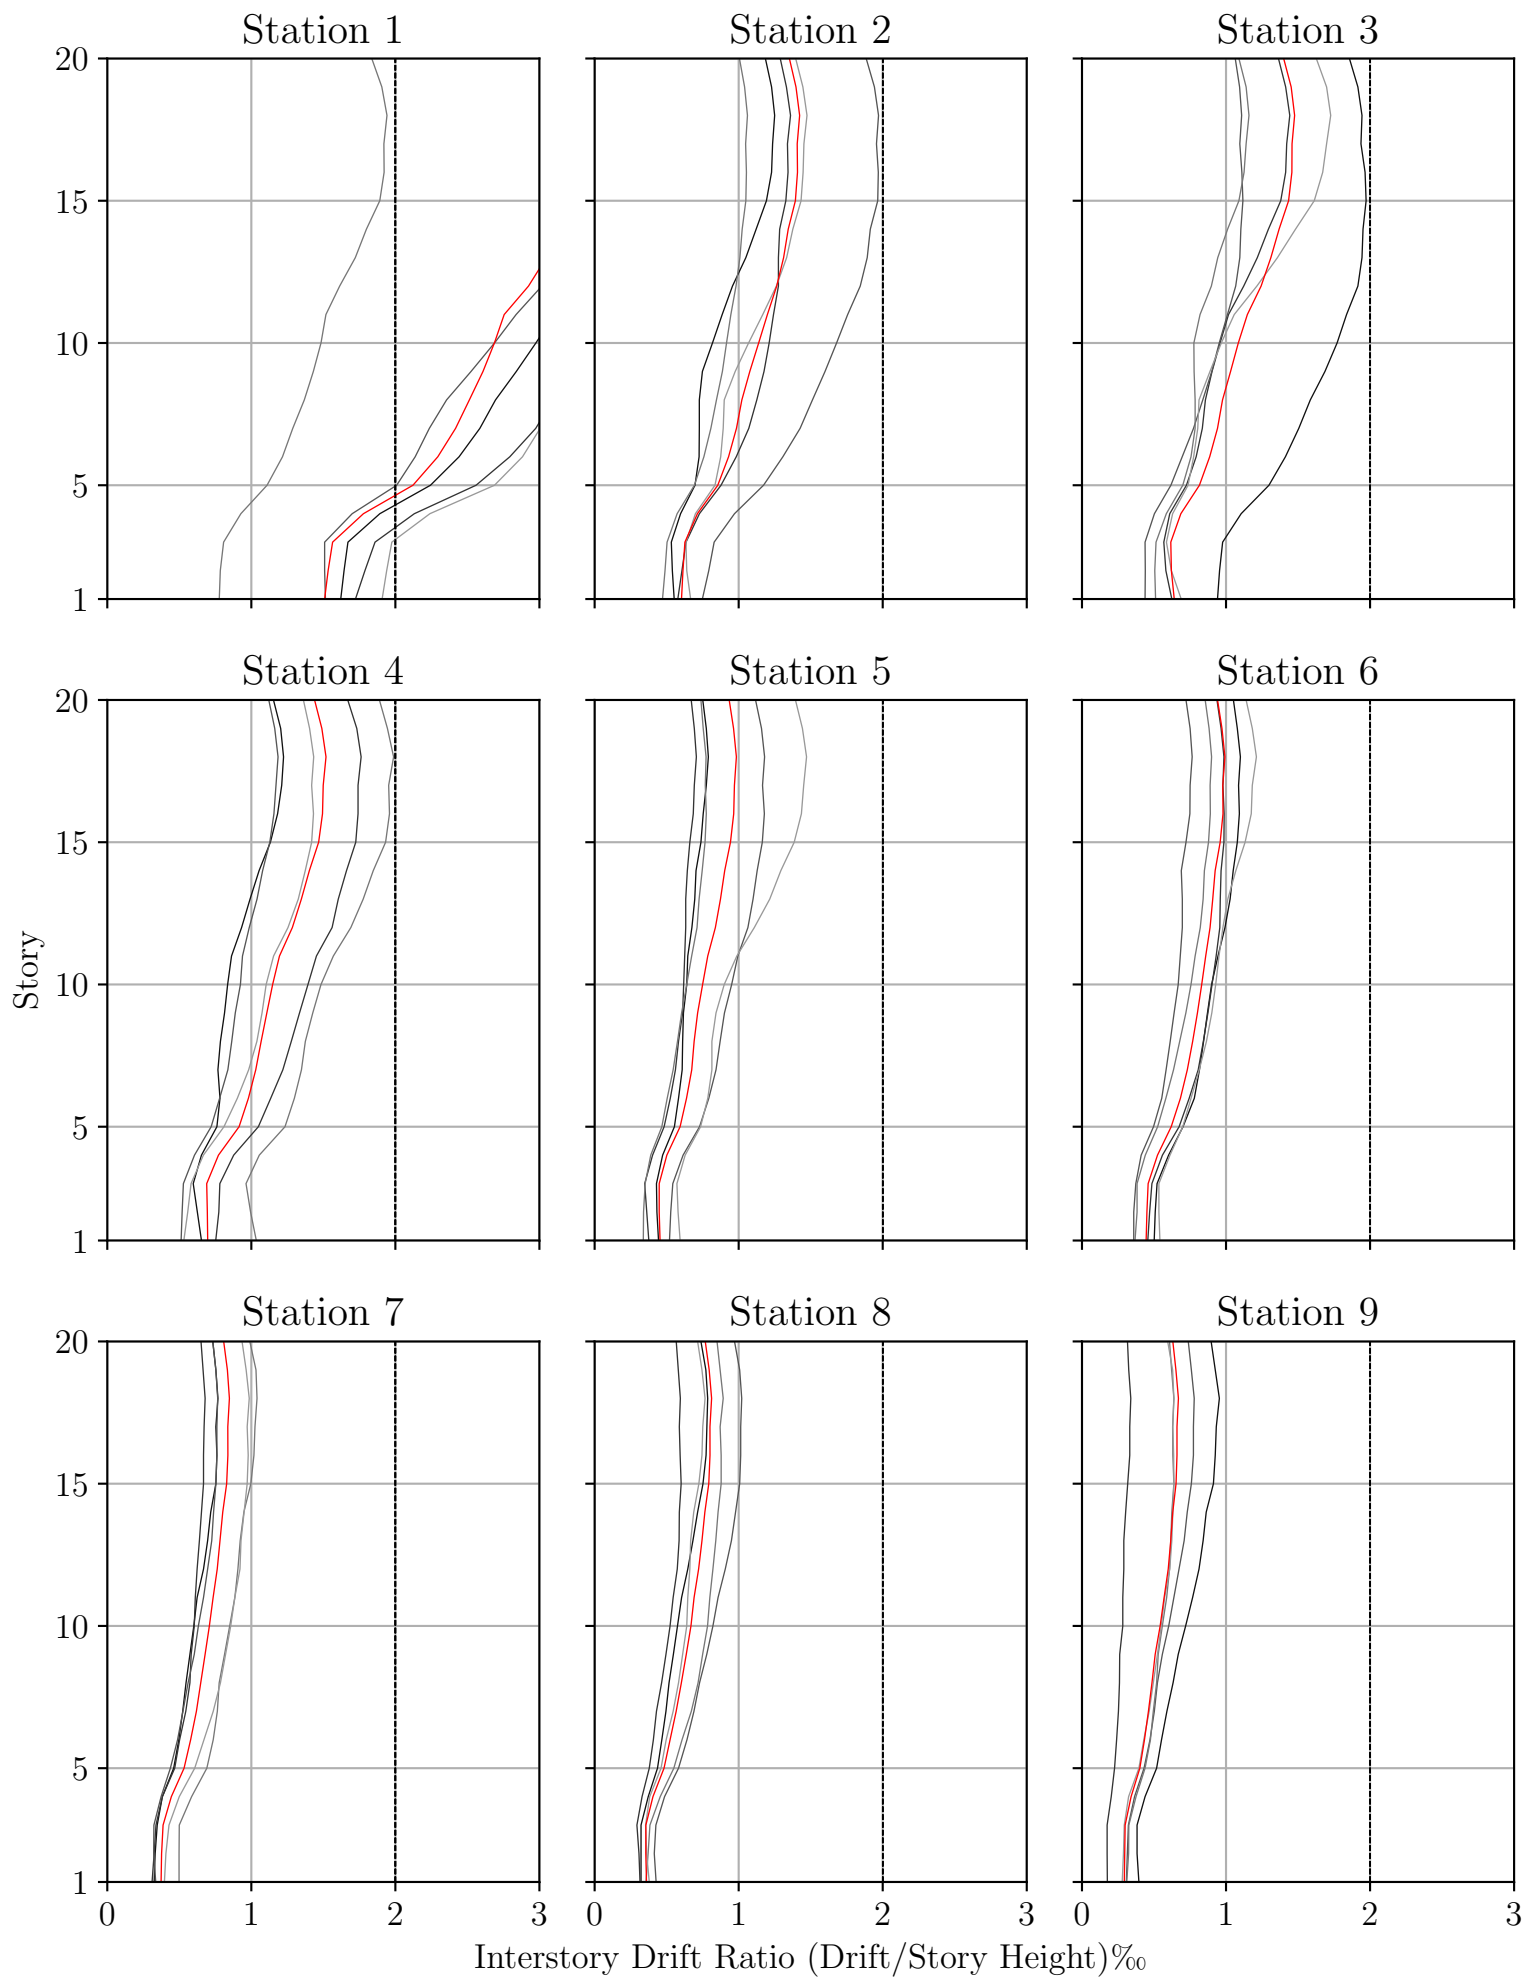 Station 1 Station 2 Station 3
20
15
10
5
1
Station 4 Station 5 Station 6
20
15
10
5
1
Story
Station 7 Station 8 Station 9
20
15
10
5
1
0 1 2 3 0 1 2 3 0 1 2 3
Interstory Drift Ratio (Drift/Story Height)‰